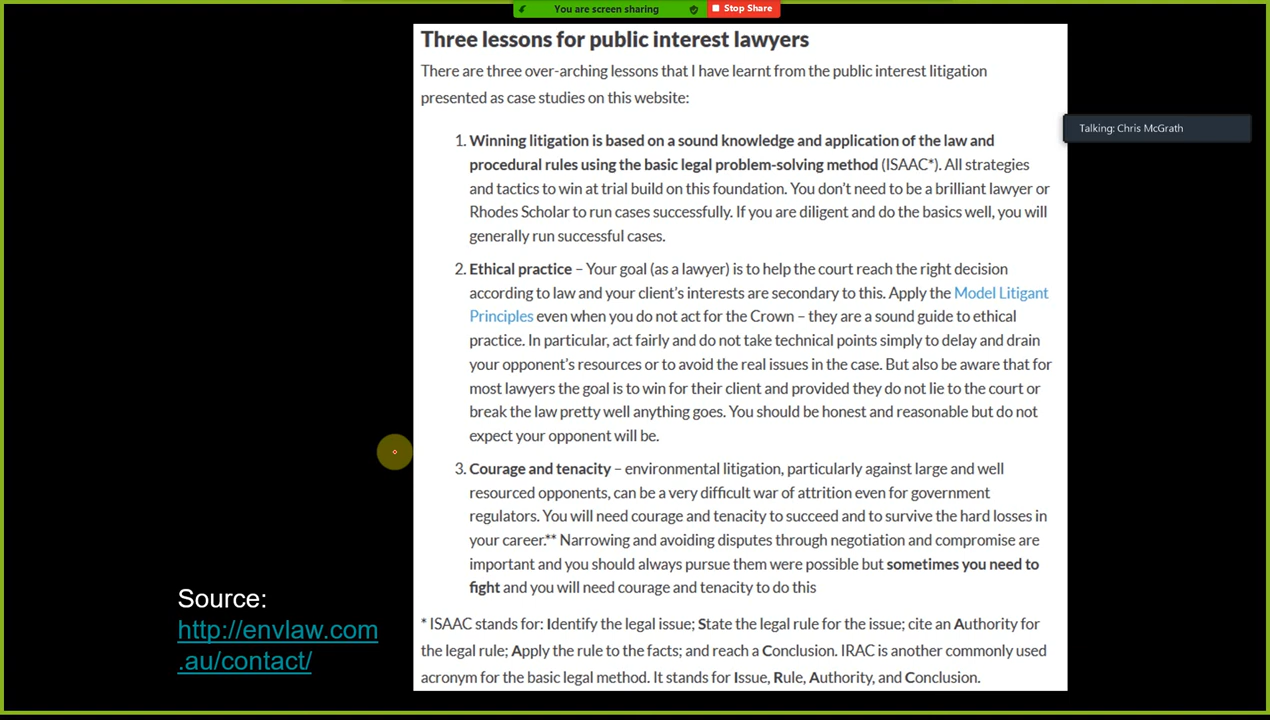 You are screen sharing
Stop Share
Three lessons for public interest lawyers
There are three over-arching lessons that I have learnt from the public interest litigation
presented as case studies on this website:
Talking: Chris McGrath
1. Winning litigation is based on a sound knowledge and application of the law and
procedural rules using the basic legal problem-solving method (ISAAC*). All strategies
and tactics to win at trial build on this foundation. You don't need to be a brilliant lawyer or
Rhodes Scholar to run cases successfully. If you are diligent and do the basics well, you will
generally run successful cases.
2. Ethical practice – Your goal (as a lawyer) is to help the court reach the right decision
according to law and your client's interests are secondary to this. Apply the Model Litigant
Principles even when you do not act for the Crown – they are a sound guide to ethical
practice. In particular, act fairly and do not take technical points simply to delay and drain
your opponent's resources or to avoid the real issues in the case. But also be aware that for
most lawyers the goal is to win for their client and provided they do not lie to the court or
break the law pretty well anything goes. You should be honest and reasonable but do not
expect your opponent will be.
3. Courage and tenacity – environmental litigation, particularly against large and well
resourced opponents, can be a very difficult war of attrition even for government
regulators. You will need courage and tenacity to succeed and to survive the hard losses in
your career.** Narrowing and avoiding disputes through negotiation and compromise are
important and you should always pursue them were possible but sometimes you need to
fight and you will need courage and tenacity to do this
* ISAAC stands for: Identify the legal issue; State the legal rule for the issue; cite an Authority for
the legal rule; Apply the rule to the facts; and reach a Conclusion. IRAC is another commonly used
acronym for the basic legal method. It stands for Issue, Rule, Authority, and Conclusion.
Source:
http://envlaw.com
.au/contact/